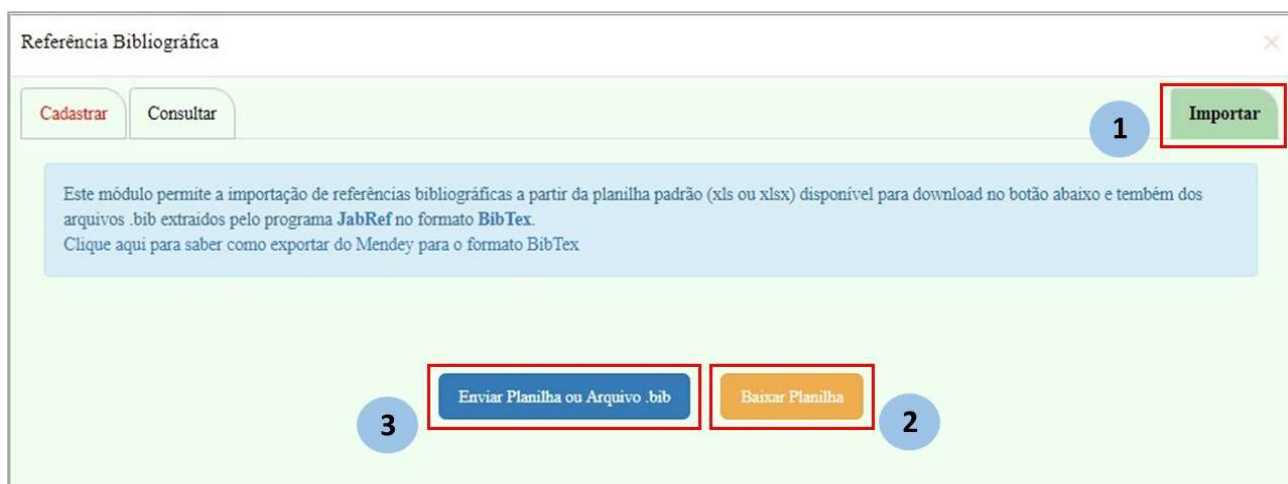 Referência Bibliográfica ×
Cadastrar Consultar 1 Importar
Este módulo permite a importação de referências bibliográficas a partir da planilha padrão (xls ou xlsx) disponível para download no botão abaixo e tembém dos
arquivos .bib extraidos pelo programa JabRef no formato BibTex.
Clique aqui para saber como exportar do Mendey para o formato BibTex
Enviar Planilha ou Arquivo .bib Baixar Planilha
3 2